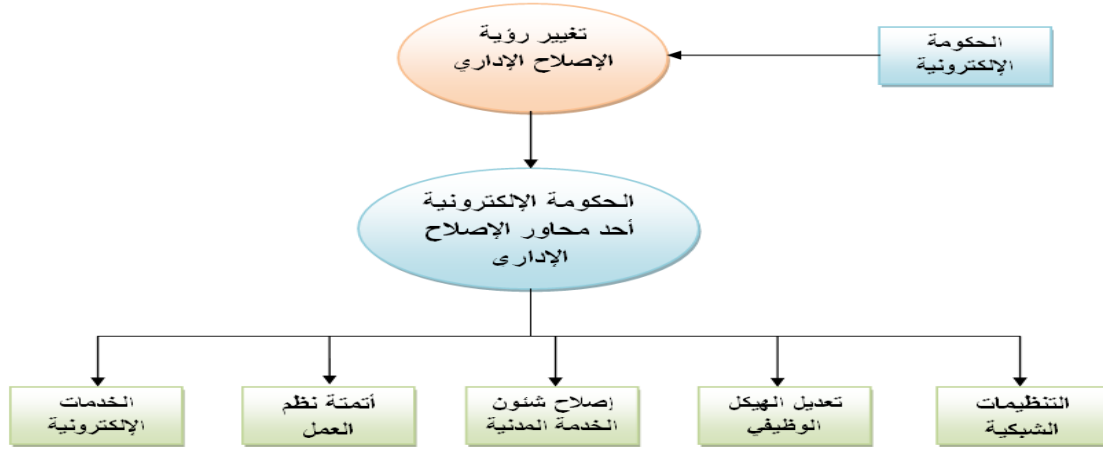 تغيير رؤية
الإصلاح الإداري
الحكومة
الإلكترونية
الحكومة الإلكترونية
أحد محاور الإصلاح
الإدارى
التنظيمات
الشبكية
تعديل الهيكل
الوظيفي
إصلاح شئون
الخدمة المدنية
أتمتة نظم
العمل
الخدمات
الإلكترونية